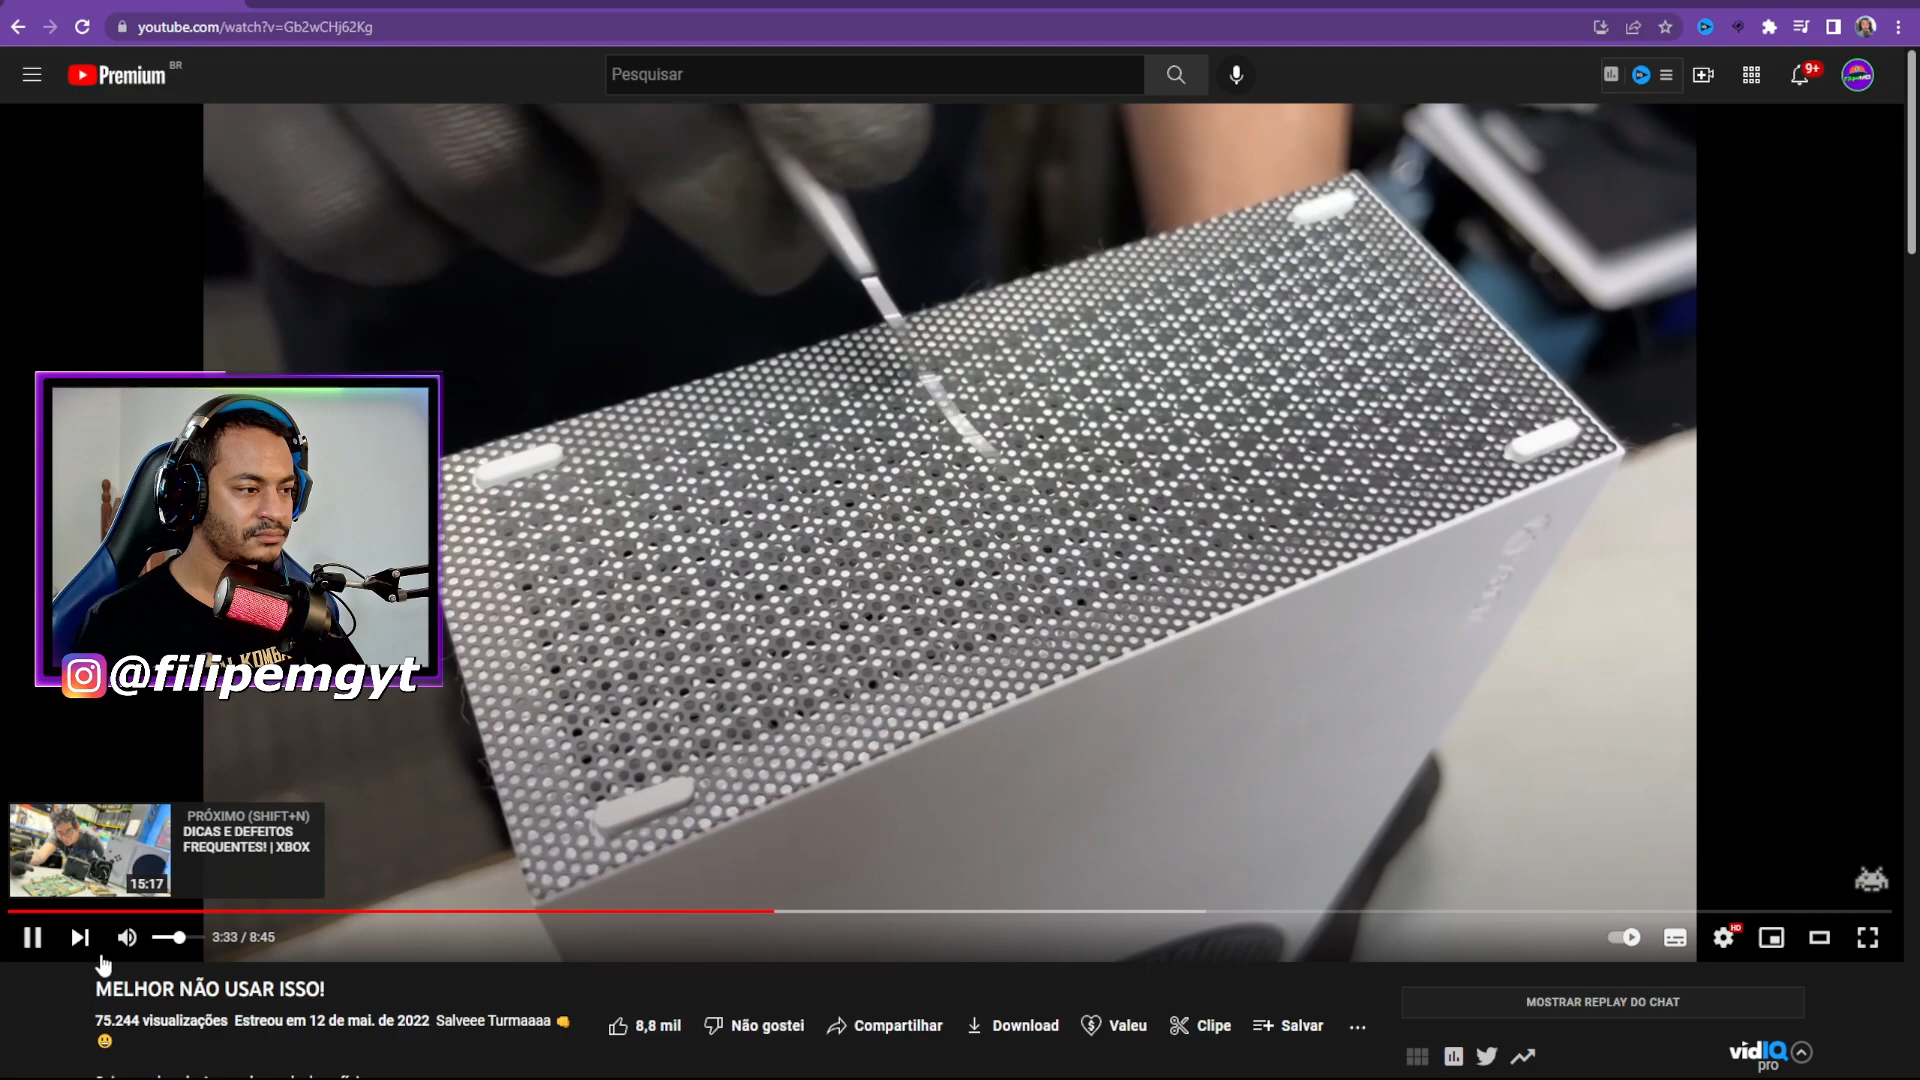 youtube.com/watch?v=Gb2wCHj62Kg
Premium BR
Pesquisar
9+
@filipemgyt
PRÓXIMO (SHIFT+N)
DICAS E DEFEITOS
FREQUENTES! | XBOX
15:17
3:33 / 8:45
HD
MELHOR NÃO USAR ISSO!
75.244 visualizações Estreou em 12 de mai. de 2022 Salveee Turmaaaa
8,8 mil
Não gostei
Compartilhar
Download
Valeu
Clipe
Salvar
MOSTRAR REPLAY DO CHAT
vidIQ
pro